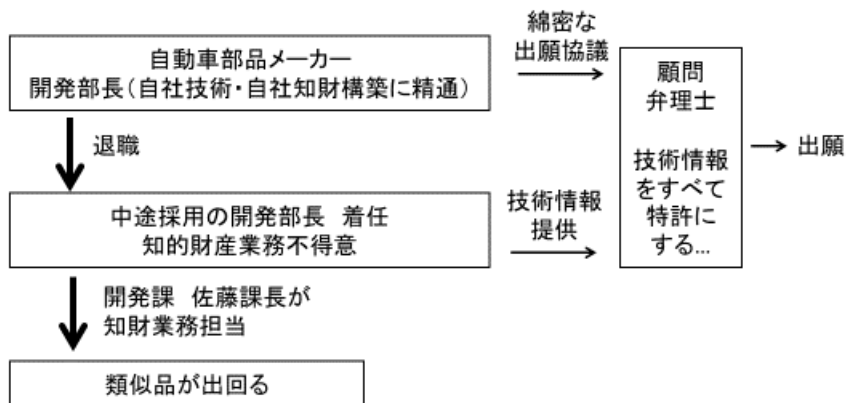 自動車部品メーカー
開発部長(自社技術・自社知財構築に精通)
綿密な
出願協議
顧問
弁理士
技術情報
をすべて
特許に
する...
出願
退職
中途採用の開発部長 着任
知的財産業務不得意
技術情報
提供
開発課 佐藤課長が
知財業務担当
類似品が出回る